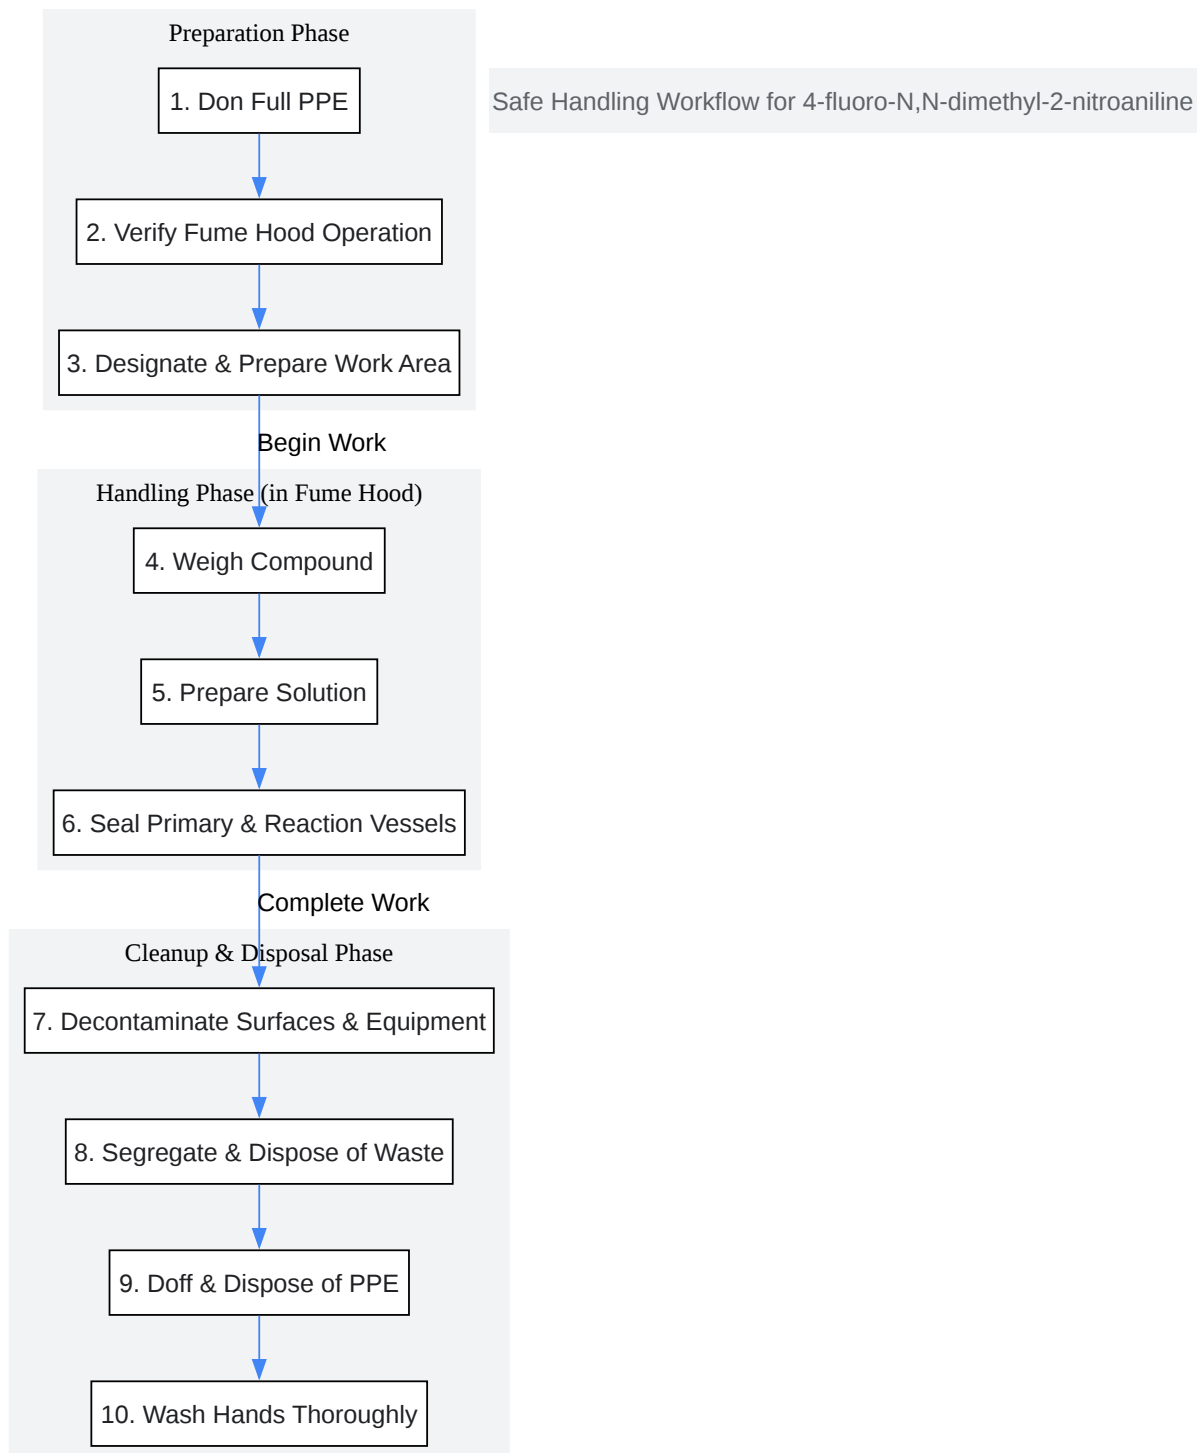 Preparation Phase
1. Don Full PPE
Safe Handling Workflow for 4-fluoro-N,N-dimethyl-2-nitroaniline
2. Verify Fume Hood Operation
3. Designate & Prepare Work Area
Begin Work
Handling Phase (in Fume Hood)
4. Weigh Compound
5. Prepare Solution
6. Seal Primary & Reaction Vessels
Complete Work
Cleanup & Disposal Phase
7. Decontaminate Surfaces & Equipment
8. Segregate & Dispose of Waste
9. Doff & Dispose of PPE
10. Wash Hands Thoroughly